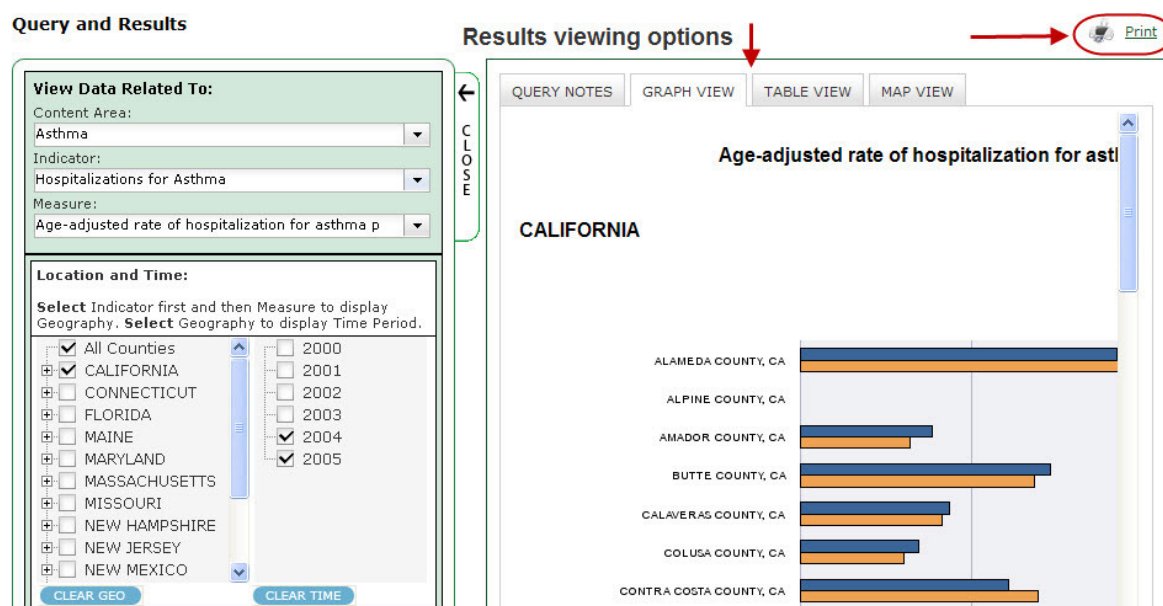 Query and Results
Results viewing options
Print
View Data Related To:
Content Area:
Asthma
Indicator:
Hospitalizations for Asthma
Measure:
Age-adjusted rate of hospitalization for asthma p
Location and Time:
Select Indicator first and then Measure to display
Geography. Select Geography to display Time Period.
All Counties
CALIFORNIA
CONNECTICUT
FLORIDA
MAINE
MARYLAND
MASSACHUSETTS
MISSOURI
NEW HAMPSHIRE
NEW JERSEY
NEW MEXICO
2000
2001
2002
2003
2004
2005
CLEAR GEO
CLEAR TIME
CLOSE
QUERY NOTES
GRAPH VIEW
TABLE VIEW
MAP VIEW
Age-adjusted rate of hospitalization for ast
CALIFORNIA
ALAMEDA COUNTY, CA
ALPINE COUNTY, CA
AMADOR COUNTY, CA
BUTTE COUNTY, CA
CALAVERAS COUNTY, CA
COLUSA COUNTY, CA
CONTRA COSTA COUNTY, CA